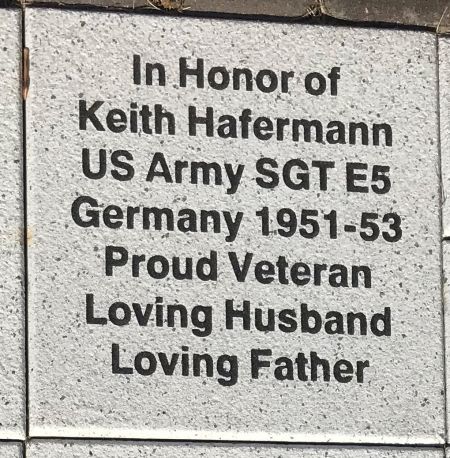 In Honor of
Keith Hafermann
US Army SGT E5
Germany 1951-53
Proud Veteran
Loving Husband
Loving Father